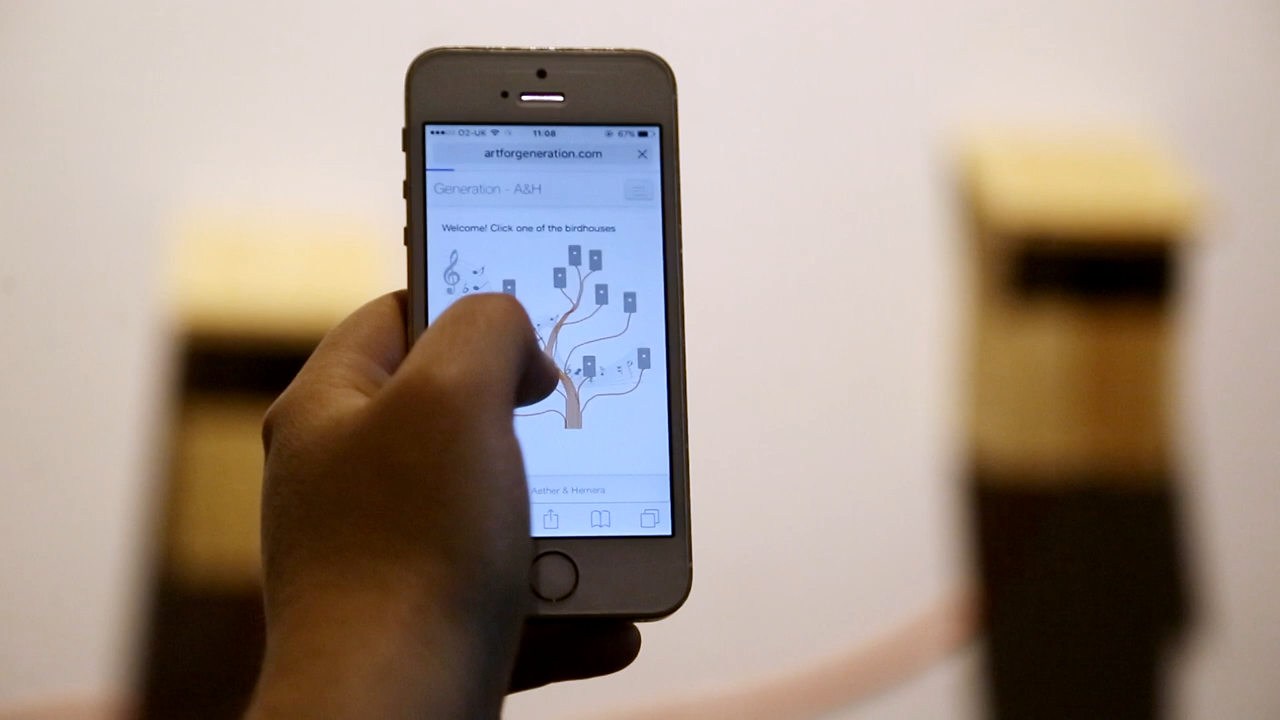 O2-UK 11:08 67%
artforgeneration.com
Generation - A&H
Welcome! Click one of the birdhouses
Aether & Hemera